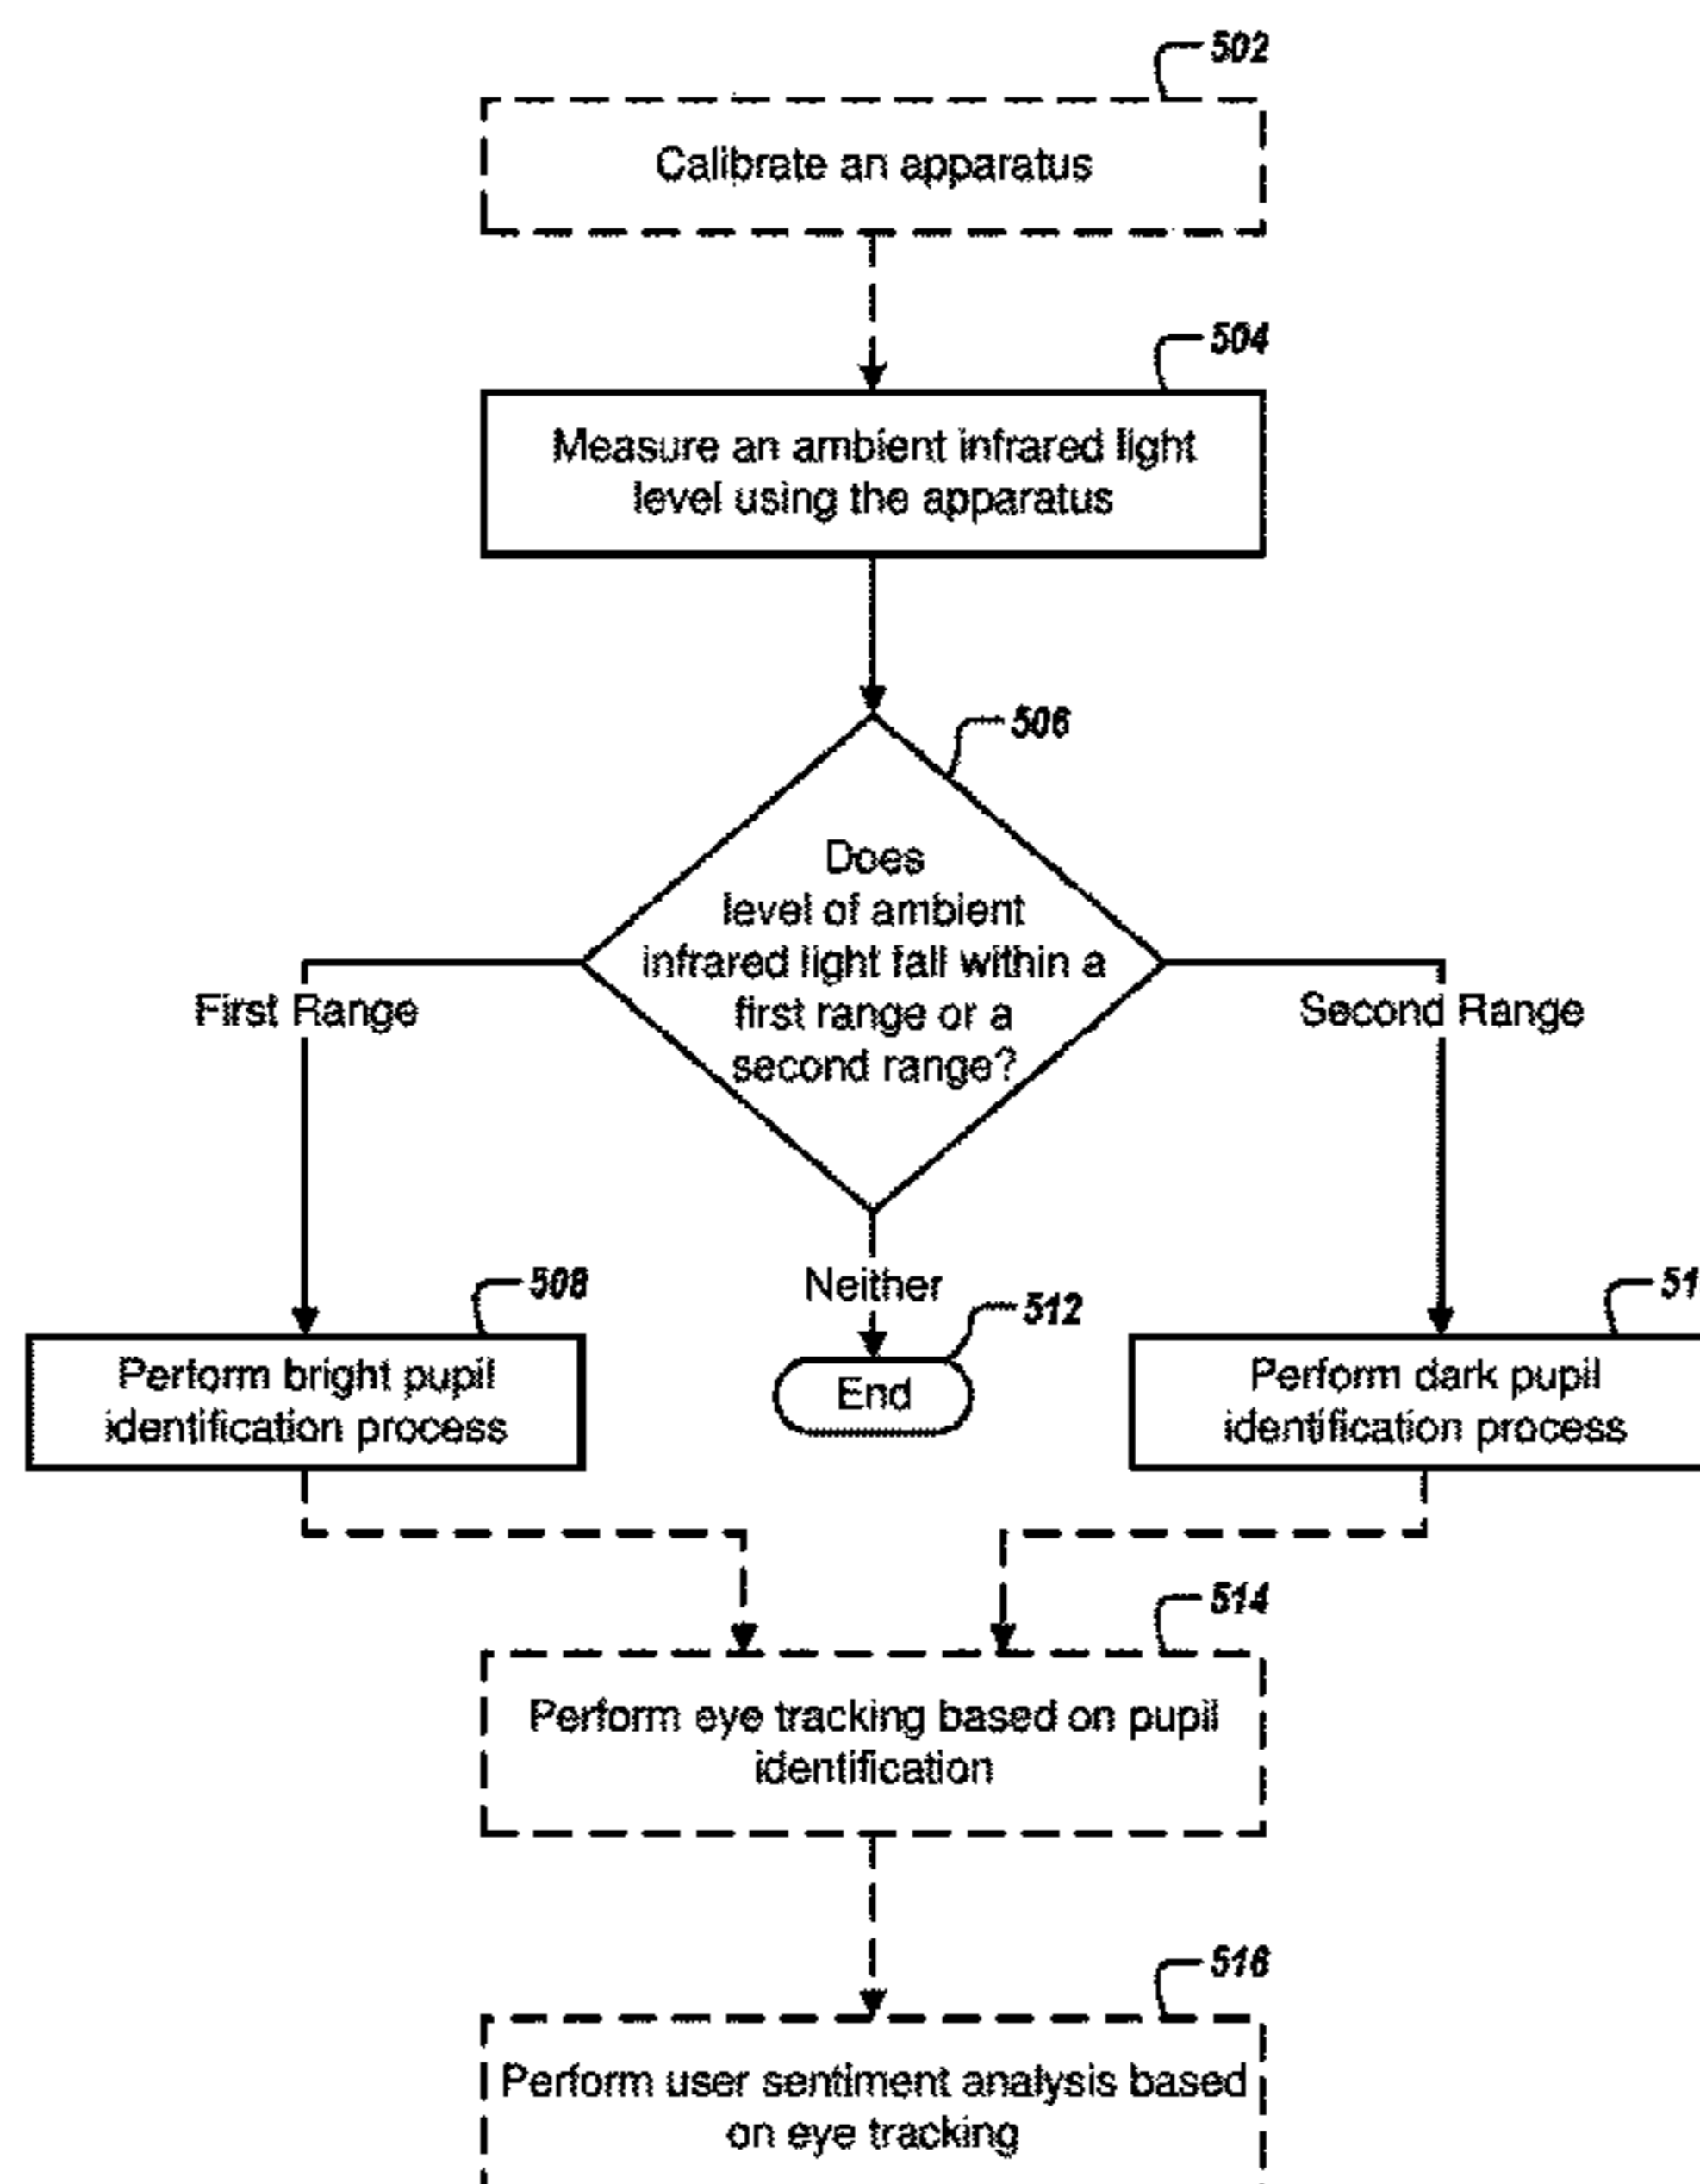 502
Calibrate an apparatus
504
Measure an ambient infrared light
level using the apparatus
506
Does
level of ambient
infrared light fall within a
first range or a
second range?
First Range
Second Range
Neither
508
512
51
Perform bright pupil
identification process
End
Perform dark pupil
identification process
514
Perform eye tracking based on pupil
identification
516
Perform user sentiment analysis based
on eye tracking